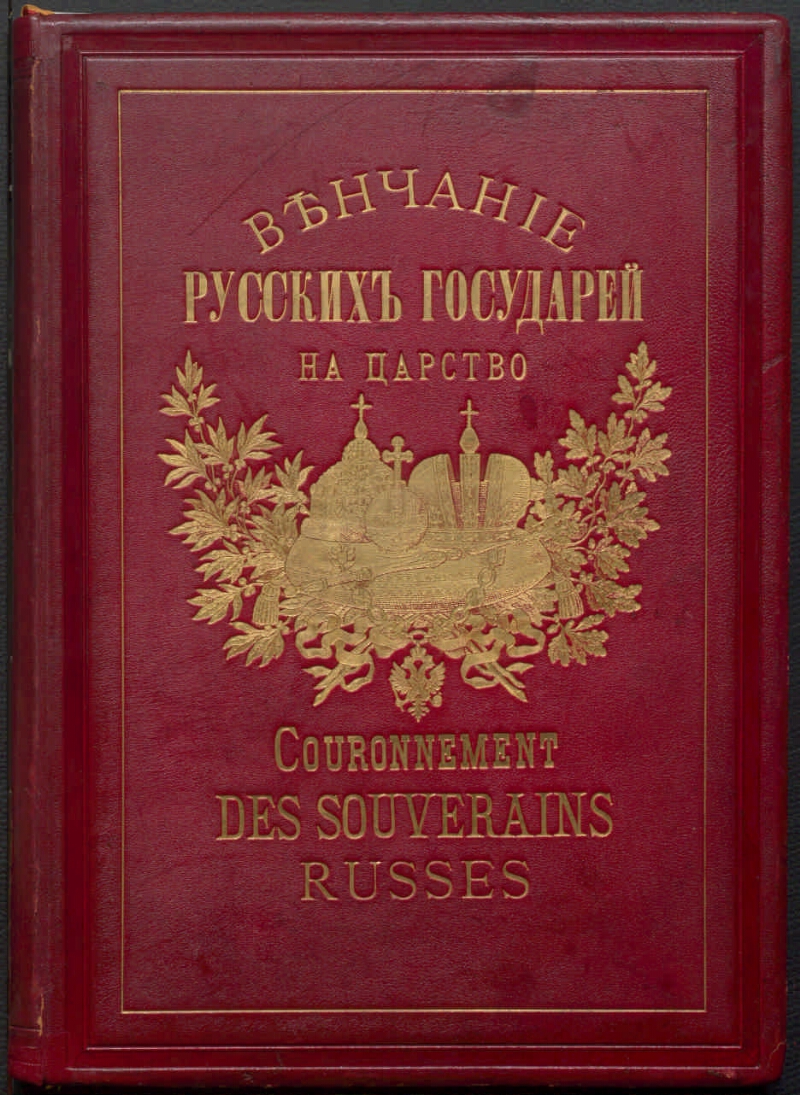 ВѢНЧАНІЕ
РУССКИХЪ ГОСУДАРЕЙ
НА ЦАРСТВО
COURONNEMENT
DES SOUVERAINS
RUSSES